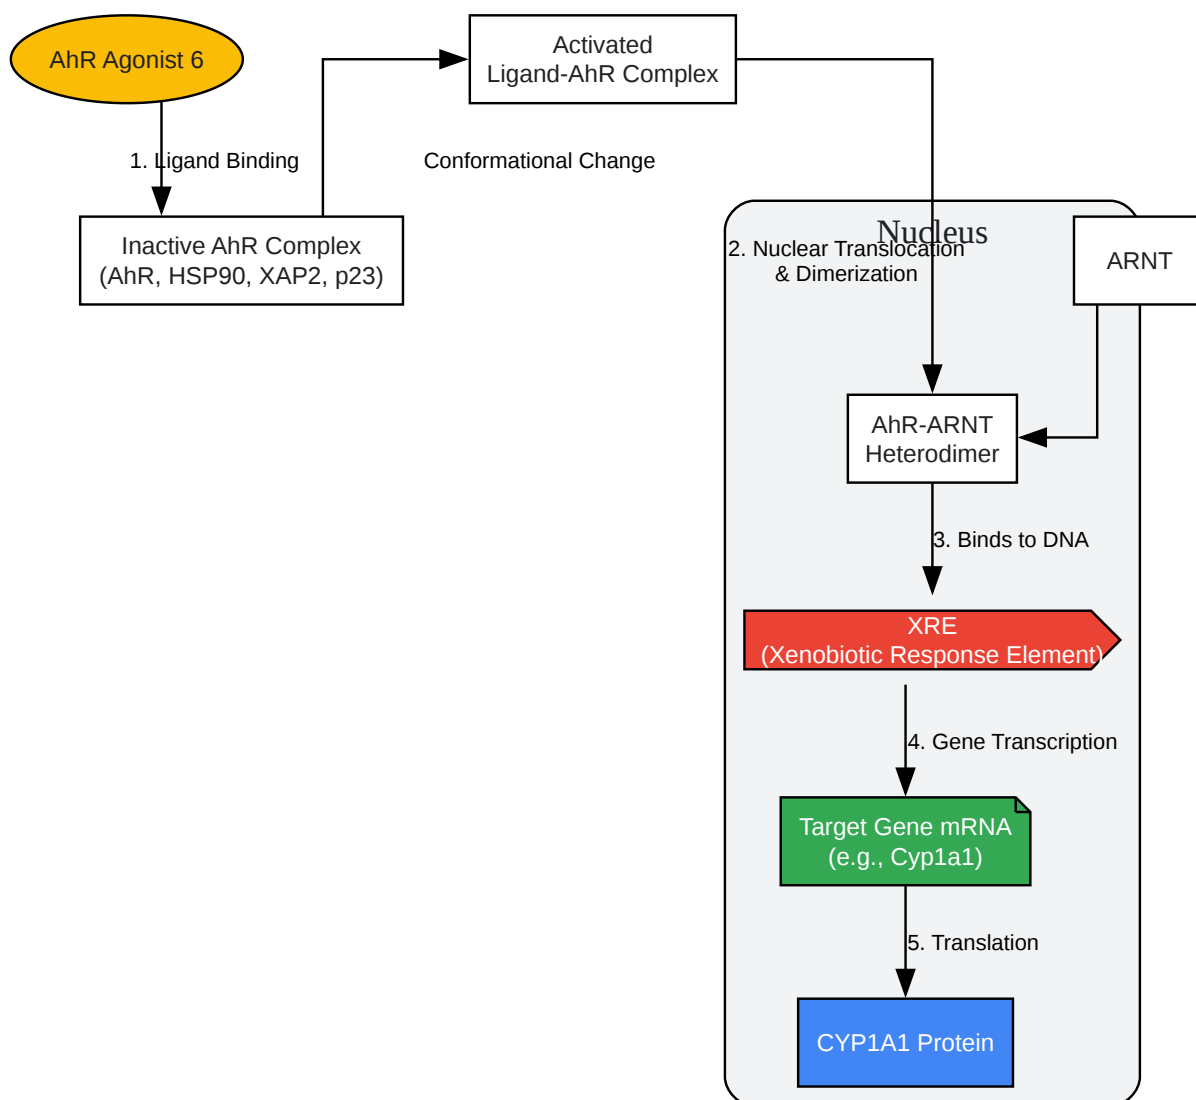 AhR Agonist 6
Activated
Ligand-AhR Complex
1. Ligand Binding
Conformational Change
Inactive AhR Complex
(AhR, HSP90, XAP2, p23)
Nucleus
2. Nuclear Translocation
& Dimerization
ARNT
AhR-ARNT
Heterodimer
3. Binds to DNA
XRE
(Xenobiotic Response Element)
4. Gene Transcription
Target Gene mRNA
(e.g., Cyp1a1)
5. Translation
CYP1A1 Protein